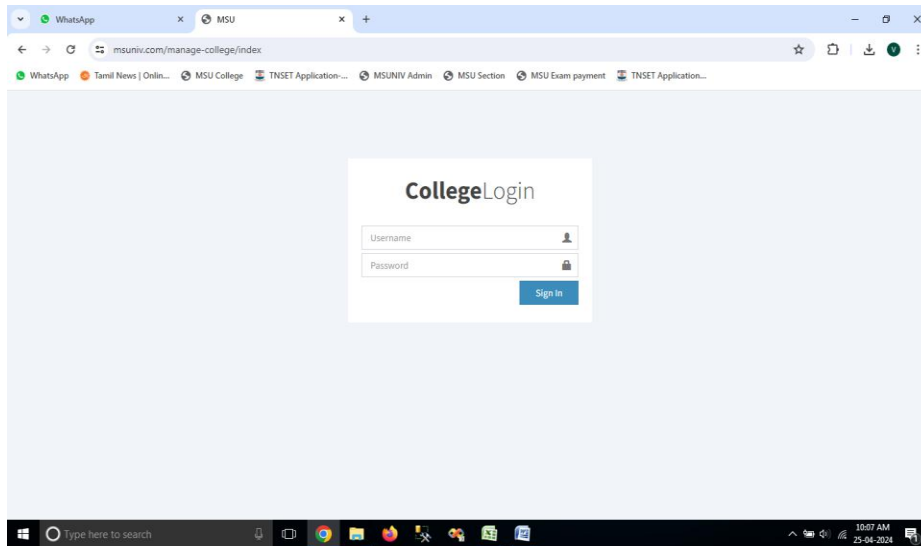 WhatsApp
MSU
msuniv.com/manage-college/index
V
WhatsApp
Tamil News | Onlin...
MSU College
TNSET Application-...
MSUNIV Admin
MSU Section
MSU Exam payment
TNSET Application...
CollegeLogin
Username
Password
Sign In
Type here to search
10:07 AM
25-04-2024